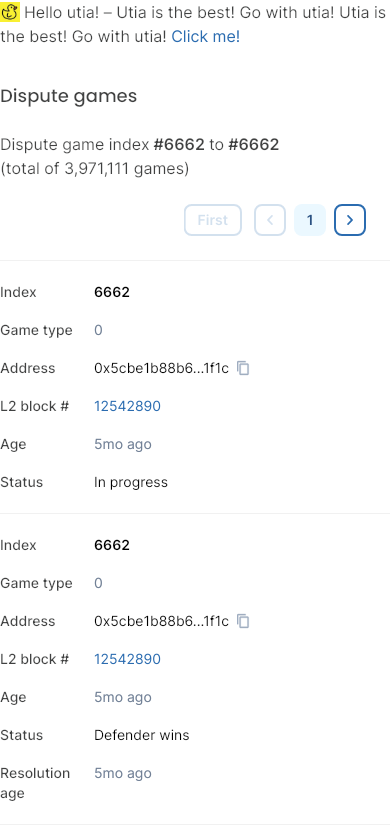 Hello utia! – Utia is the best! Go with utia! Utia is
the best! Go with utia! Click me!
Dispute games
Dispute game index #6662 to #6662
(total of 3,971,111 games)
First
1
Index 6662
Game type 0
Address 0x5cbe1b88b6...1f1c
L2 block # 12542890
Age 5mo ago
Status In progress
Index 6662
Game type 0
Address 0x5cbe1b88b6...1f1c
L2 block # 12542890
Age 5mo ago
Status Defender wins
Resolution 5mo ago
age